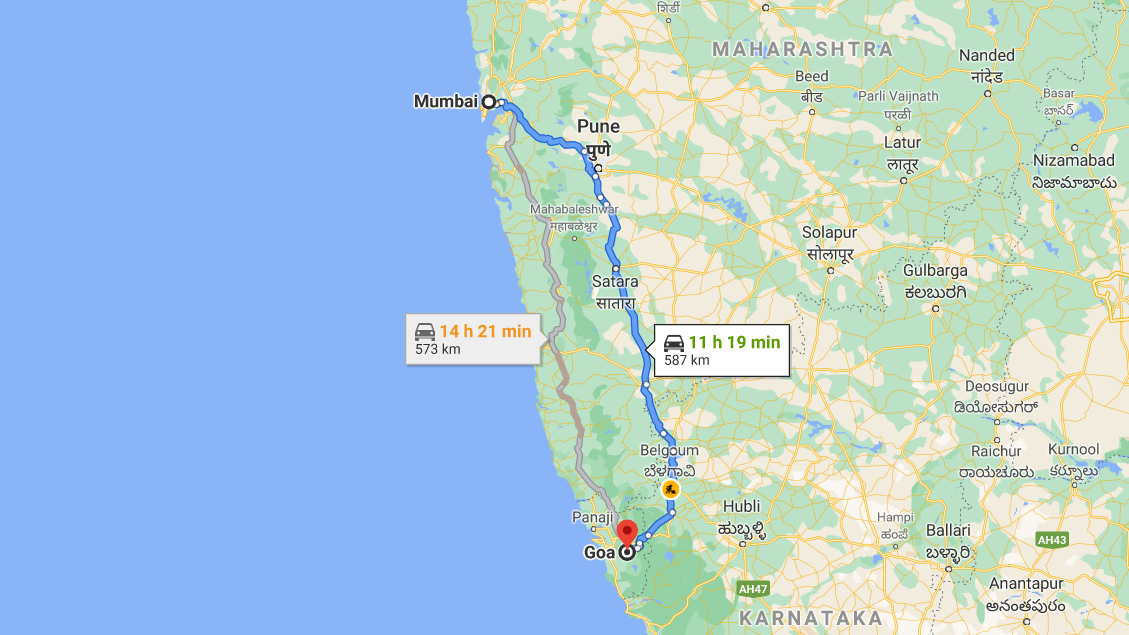 शिर्डी
MAHARASHTRA
Nanded
नांदेड
Beed
बीड
Parli Vaijnath
परळी
Basar
బాసర్
Mumbai
Pune
पुणे
Latur
लातूर
Nizamabad
నిజామాబాదు
Mahabaleshwar
महाबळेश्वर
Solapur
सोलापूर
Gulbarga
ಕಲಬುರಗಿ
Satara
सातारा
14 h 21 min
573 km
11 h 19 min
587 km
Deosugur
ಡಿಯೋಸುಗರ್
Belgoum
ಬೆಳಗಾವಿ
Raichur
ರಾಯಚೂರು
Kurnool
కర్నూలు
Hubli
ಹುಬ್ಬಳ್ಳಿ
Panaji
Hampi
ಹಂಪೆ
Ballari
ಬಳ್ಳಾರಿ
AH43
Goa
AH47
Anantapur
అనంతపురం
KARNATAKA